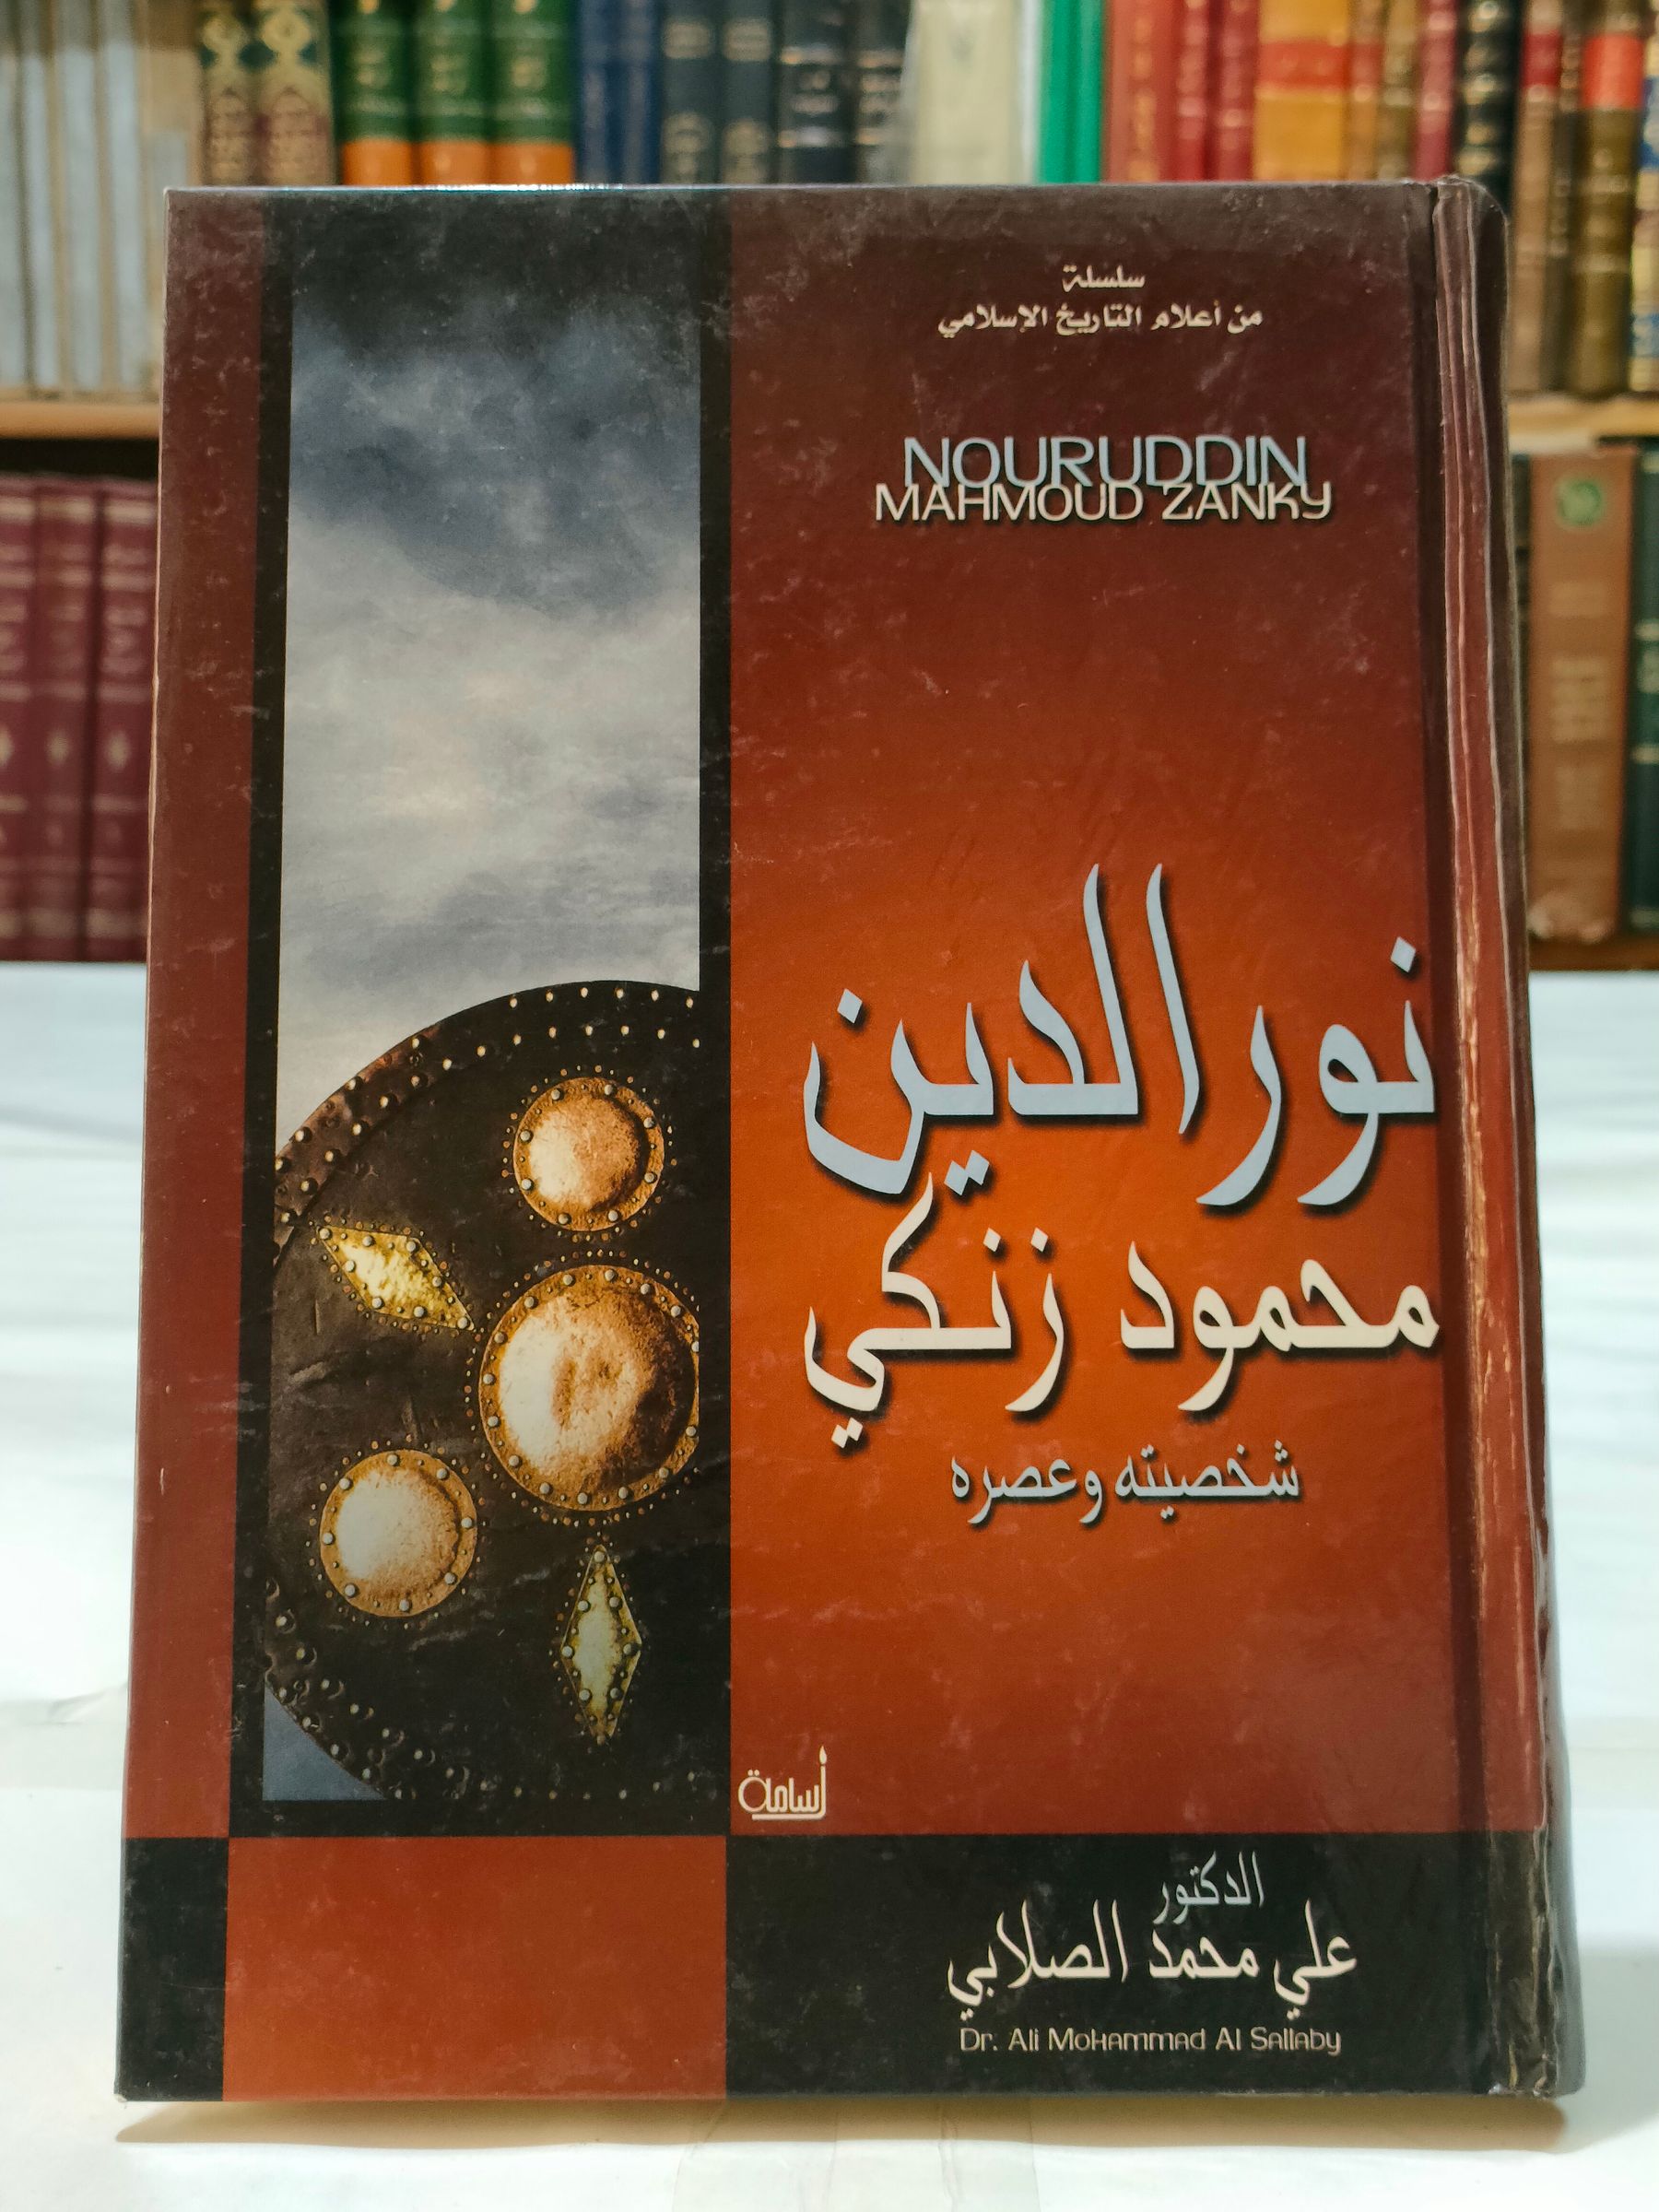 سلسلة
من أعلام التاريخ الإسلامي
NOURUDDIN
MAHMOUD ZANKY
نور الدين
محمود زنكي
شخصيته وعصره
أسامة
الدكتور
علي محمد الصلابي
Dr. Ali Mohammad Al Sallaby